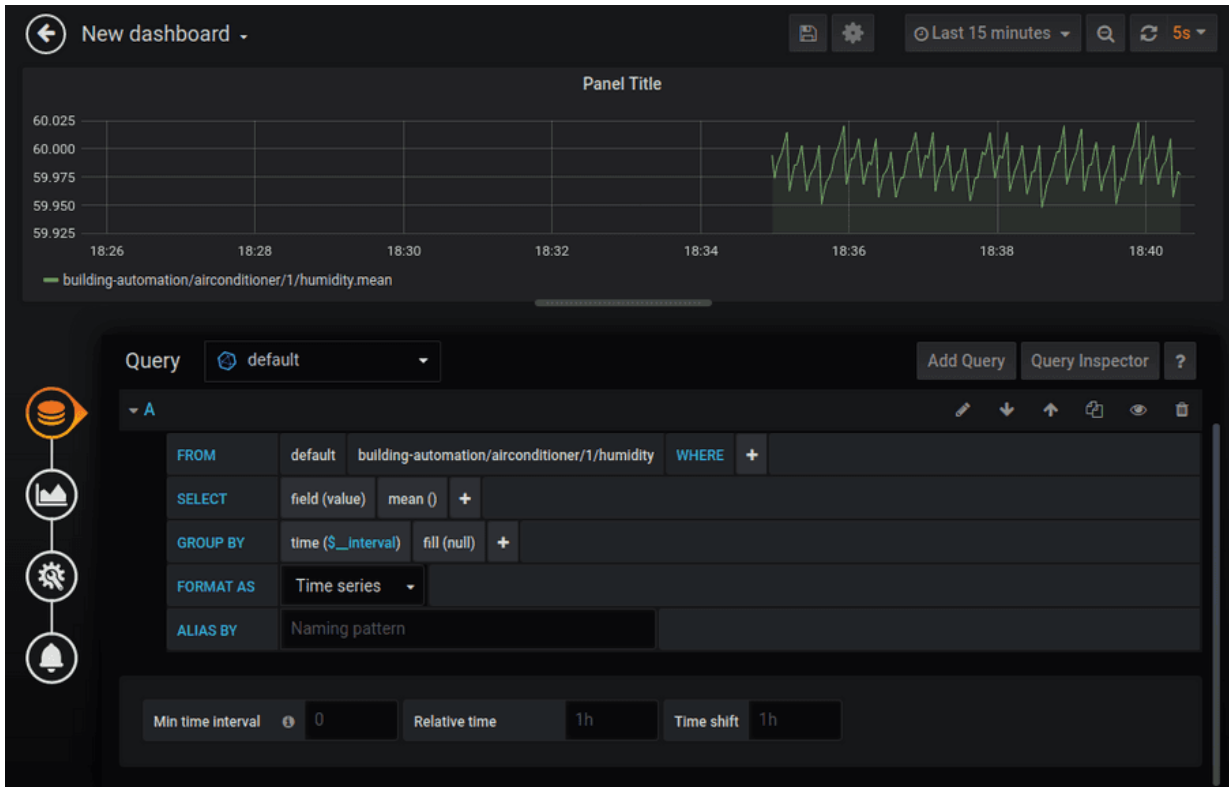 New dashboard
Last 15 minutes 5s
Panel Title
60.025
60.000
59.975
59.950
59.925
18:26 18:28 18:30 18:32 18:34 18:36 18:38 18:40
building-automation/airconditioner/1/humidity.mean
Query default Add Query Query Inspector ?
A
FROM default building-automation/airconditioner/1/humidity WHERE +
SELECT field (value) mean () +
GROUP BY time ($__interval) fill (null) +
FORMAT AS Time series
ALIAS BY Naming pattern
Min time interval 0 Relative time 1h Time shift 1h